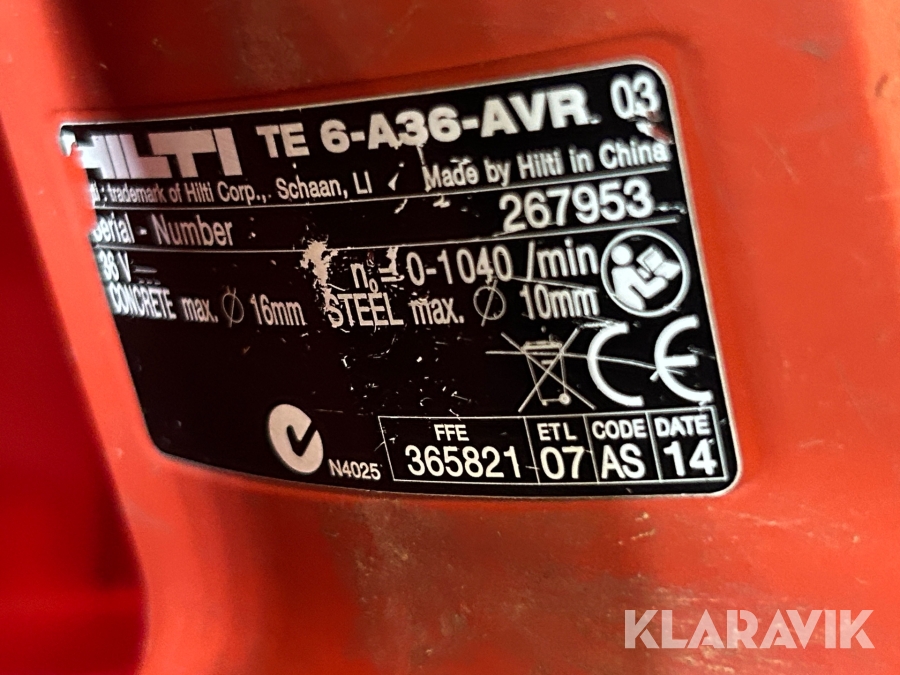 HILTI TE 6-A36-AVR 03
: trademark of Hilti Corp., Schaan, LI Made by Hilti in China
Serial - Number 267953
36 V n₀ = 0-1040 /min
CONCRETE max. Ø 16mm STEEL max. Ø 10mm
CE
N4025
FFE ETL CODE DATE
365821 07 AS 14
KLARAVIK